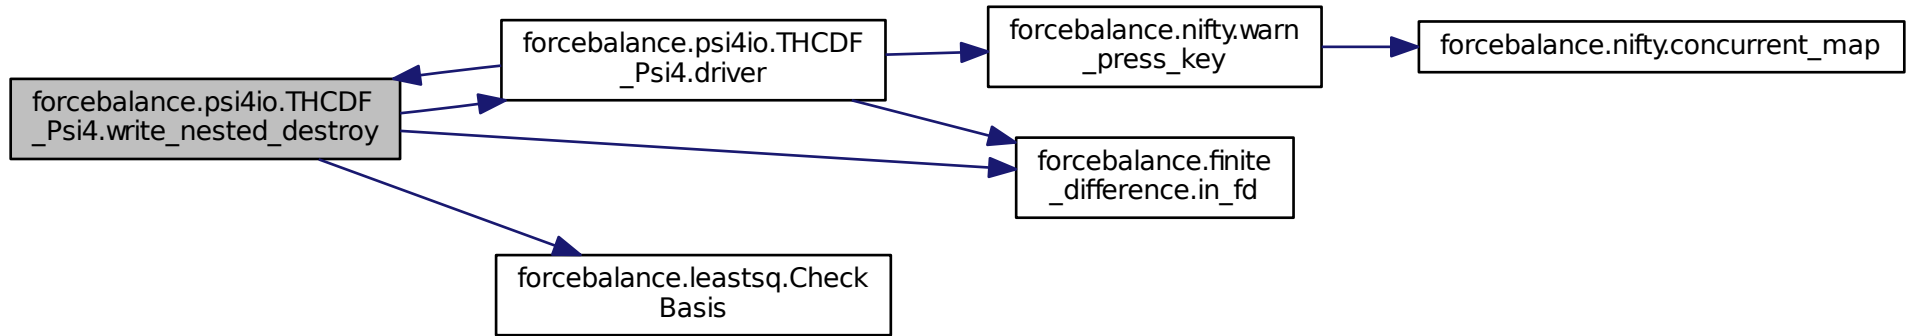 forcebalance.psi4io.THCDF
_Psi4.write_nested_destroy
forcebalance.psi4io.THCDF
_Psi4.driver
forcebalance.nifty.warn
_press_key
forcebalance.nifty.concurrent_map
forcebalance.finite
_difference.in_fd
forcebalance.leastsq.Check
Basis